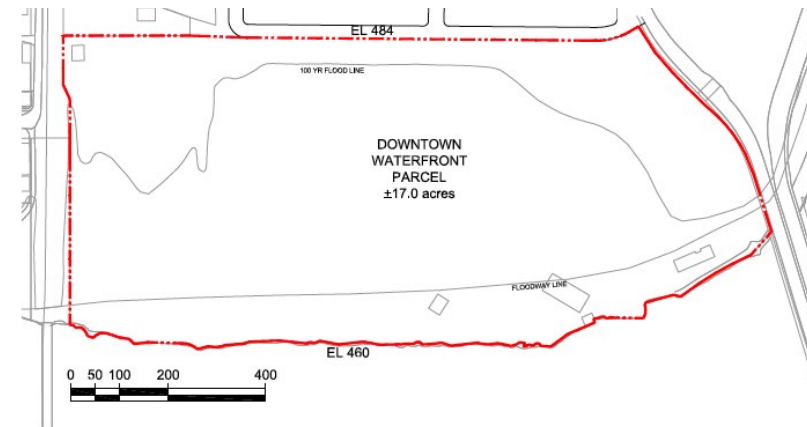 EL 484
100 YR FLOOD LINE
DOWNTOWN
WATERFRONT
PARCEL
±17.0 acres
FLOODWAY LINE
EL 460
0 50 100 200 400